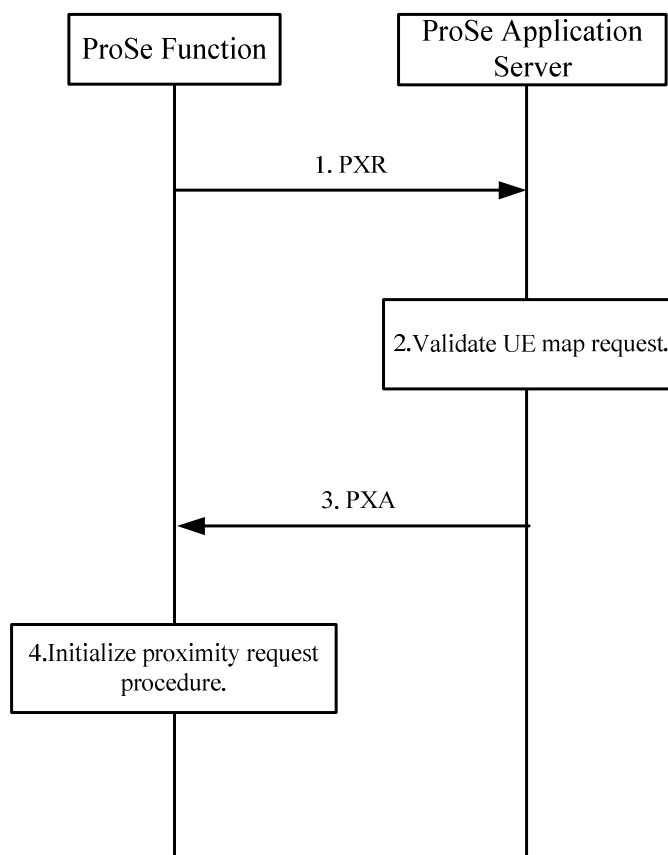 ProSe Function
ProSe Application
Server
1. PXR
2.Validate UE map request.
3. PXA
4.Initialize proximity request
procedure.